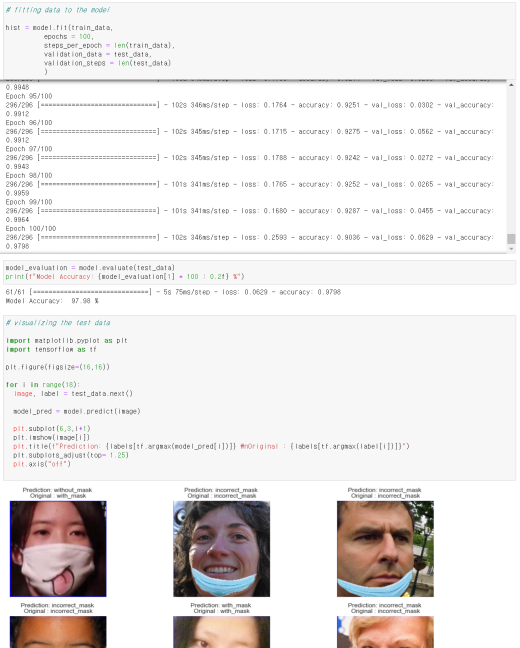 # fitting data to the model
hist = model.fit(train_data,
epochs = 100,
steps_per_epoch = len(train_data),
validation_data = test_data,
validation_steps = len(test_data)
)
0.9948
Epoch 95/100
296/296 [==============================] - 102s 346ms/step - loss: 0.1764 - accuracy: 0.9251 - val_loss: 0.0302 - val_accuracy:
0.9912
Epoch 96/100
296/296 [==============================] - 102s 345ms/step - loss: 0.1715 - accuracy: 0.9275 - val_loss: 0.0562 - val_accuracy:
0.9912
Epoch 97/100
296/296 [==============================] - 102s 345ms/step - loss: 0.1788 - accuracy: 0.9242 - val_loss: 0.0272 - val_accuracy:
0.9943
Epoch 98/100
296/296 [==============================] - 101s 341ms/step - loss: 0.1765 - accuracy: 0.9252 - val_loss: 0.0265 - val_accuracy:
0.9959
Epoch 99/100
296/296 [==============================] - 101s 341ms/step - loss: 0.1680 - accuracy: 0.9287 - val_loss: 0.0455 - val_accuracy:
0.9964
Epoch 100/100
296/296 [==============================] - 102s 346ms/step - loss: 0.2593 - accuracy: 0.9036 - val_loss: 0.0629 - val_accuracy:
0.9798
model_evaluation = model.evaluate(test_data)
print(f"Model Accuracy: {model_evaluation[1] * 100 : 0.2f} %")
61/61 [==============================] - 5s 75ms/step - loss: 0.0629 - accuracy: 0.9798
Model Accuracy: 97.98 %
# visualizing the test data
import matplotlib.pyplot as plt
import tensorflow as tf
plt.figure(figsize=(16,16))
for i in range(18):
image, label = test_data.next()
model_pred = model.predict(image)
plt.subplot(6,3,i+1)
plt.imshow(image[i])
plt.title(f"Prediction: {labels[tf.argmax(model_pred[i])]} #nOriginal : {labels[tf.argmax(label[i])]}")
plt.subplots_adjust(top= 1.25)
plt.axis("off")
Prediction: without_mask
Original : with_mask
Prediction: incorrect_mask
Original : incorrect_mask
Prediction: incorrect_mask
Original : incorrect_mask
Prediction: incorrect_mask
Original : incorrect_mask
Prediction: with_mask
Original : with_mask
Prediction: incorrect_mask
Original : incorrect_mask